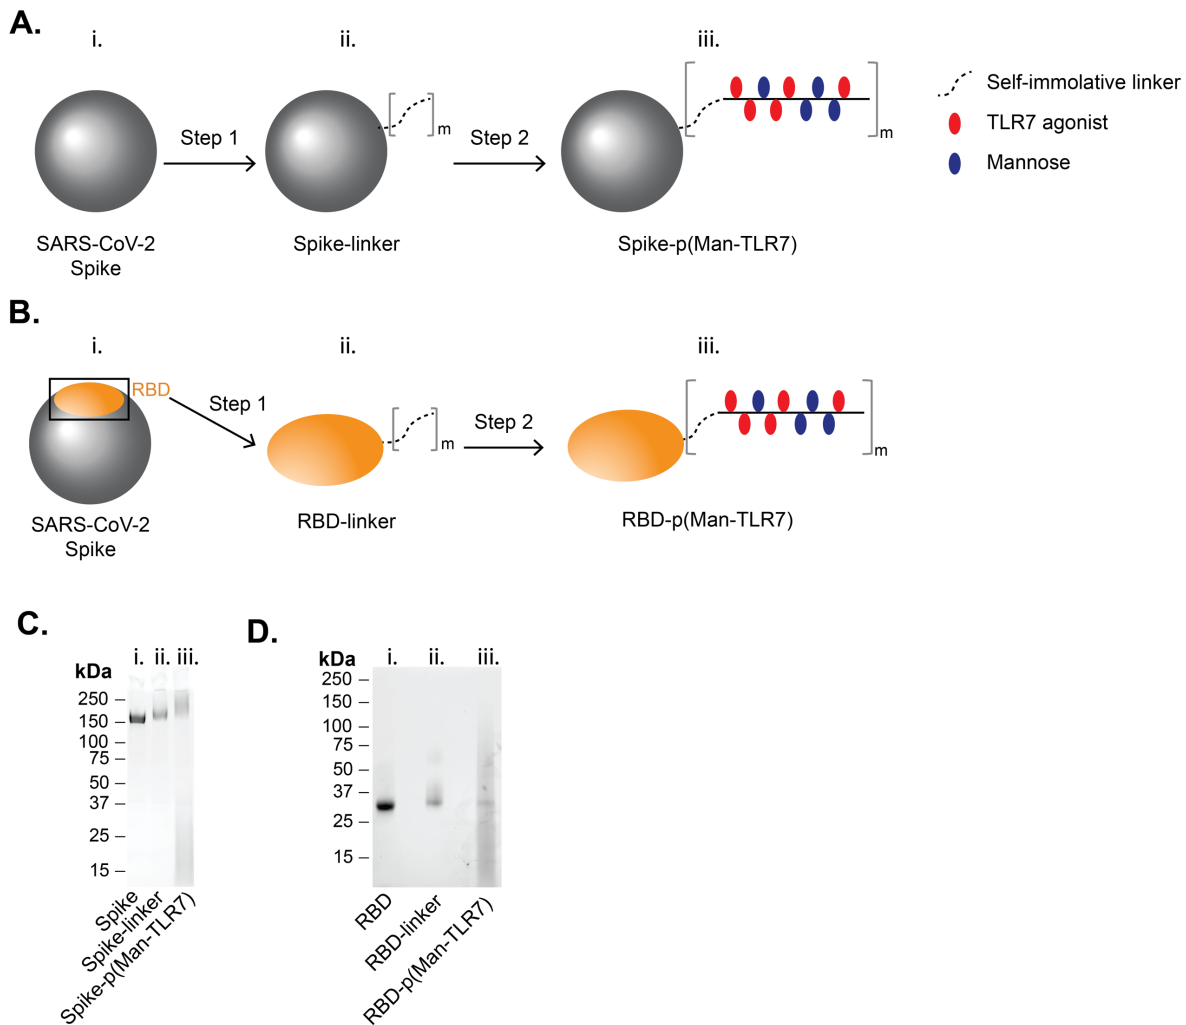 A.
i.
ii.
iii.
Step 1
Step 2
m
m
Self-immolative linker
TLR7 agonist
Mannose
SARS-CoV-2
Spike
Spike-linker
Spike-p(Man-TLR7)
B.
i.
ii.
iii.
RBD
Step 1
Step 2
m
m
SARS-CoV-2
Spike
RBD-linker
RBD-p(Man-TLR7)
C.
kDa
i. ii. iii.
250
150
100
75
50
37
25
15
Spike
Spike-linker
Spike-p(Man-TLR7)
D.
kDa
i. ii. iii.
250
150
100
75
50
37
25
15
RBD
RBD-linker
RBD-p(Man-TLR7)